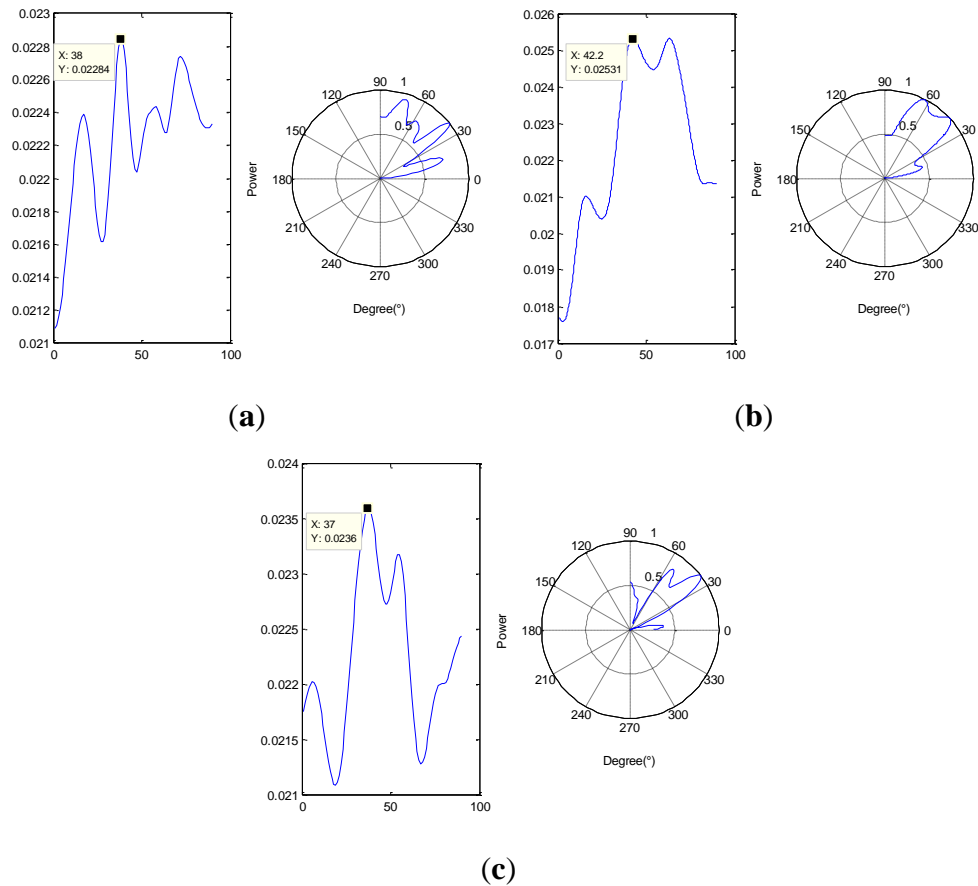 0.023
0.0228
0.0226
0.0224
0.0222
0.022
0.0218
0.0216
0.0214
0.0212
0.021
0 50 100
X: 38
Y: 0.02284
Power
90 1
120 60
150 0.5 30
180 0
210 330
240 300
270
Degree(°)
(a)
0.026
0.025
0.024
0.023
0.022
0.021
0.02
0.019
0.018
0.017
0 50 100
X: 42.2
Y: 0.02531
Power
90 1
120 60
150 0.5 30
180 0
210 330
240 300
270
Degree(°)
(b)
0.024
0.0235
0.023
0.0225
0.022
0.0215
0.021
0 50 100
X: 37
Y: 0.0236
Power
90 1
120 60
150 0.5 30
180 0
210 330
240 300
270
Degree(°)
(c)